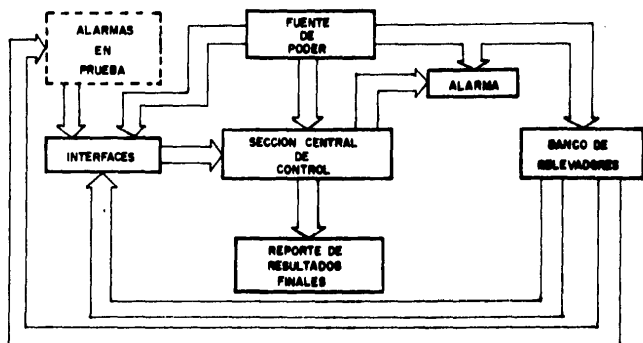 ALARMAS
EN
PRUEBA
FUENTE
DE
PODER
ALARMA
INTERFACES
SECCION CENTRAL
DE
CONTROL
BANCO DE
RELEVADORES
REPORTE DE
RESULTADOS
FINALES